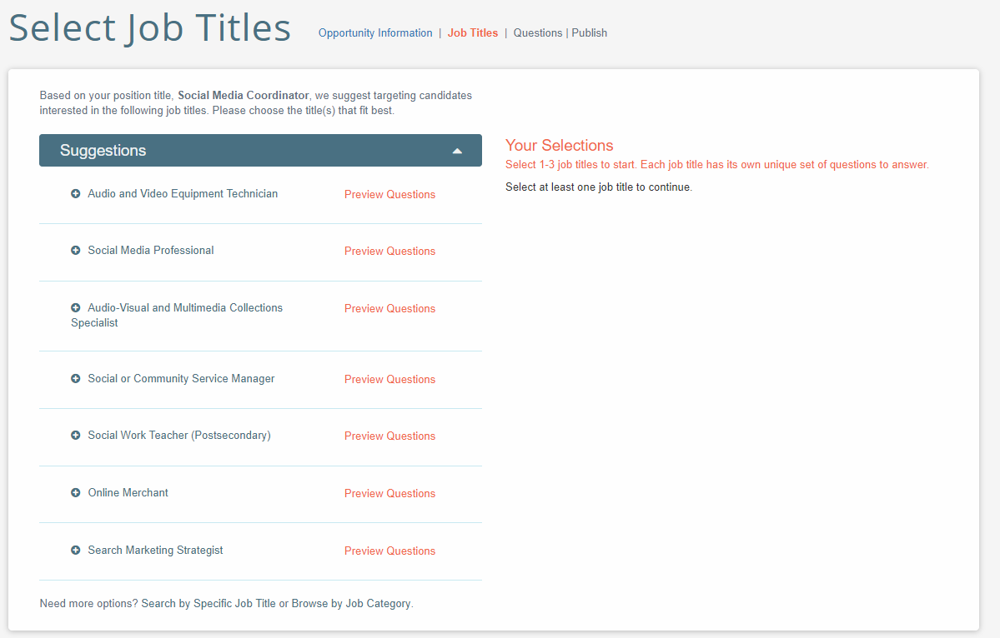 Select Job Titles
Opportunity Information | Job Titles | Questions | Publish
Based on your position title, Social Media Coordinator, we suggest targeting candidates
interested in the following job titles. Please choose the title(s) that fit best.
Suggestions
Audio and Video Equipment Technician Preview Questions
Social Media Professional Preview Questions
Audio-Visual and Multimedia Collections Preview Questions
Specialist
Social or Community Service Manager Preview Questions
Social Work Teacher (Postsecondary) Preview Questions
Online Merchant Preview Questions
Search Marketing Strategist Preview Questions
Need more options? Search by Specific Job Title or Browse by Job Category.
Your Selections
Select 1-3 job titles to start. Each job title has its own unique set of questions to answer.
Select at least one job title to continue.